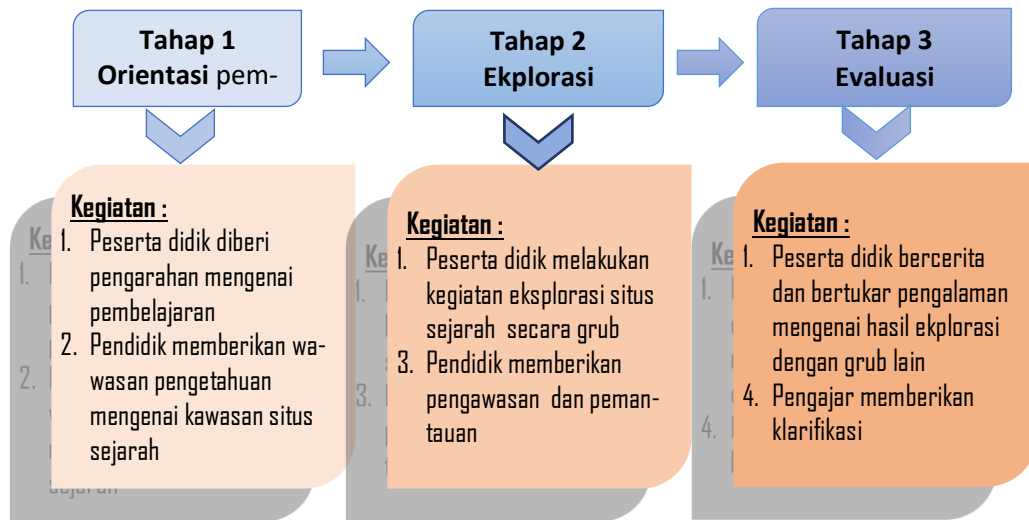 Tahap 1
Orientasi pem-
Tahap 2
Ekplorasi
Tahap 3
Evaluasi
Kegiatan :
1. Peserta didik diberi
pengarahan mengenai
pembelajaran
2. Pendidik memberikan wa-
wasan pengetahuan
mengenai kawasan situs
sejarah
Kegiatan :
1. Peserta didik melakukan
kegiatan eksplorasi situs
sejarah secara grub
3. Pendidik memberikan
pengawasan dan peman-
tauan
Kegiatan :
1. Peserta didik bercerita
dan bertukar pengalaman
mengenai hasil ekplorasi
dengan grub lain
4. Pengajar memberikan
klarifikasi